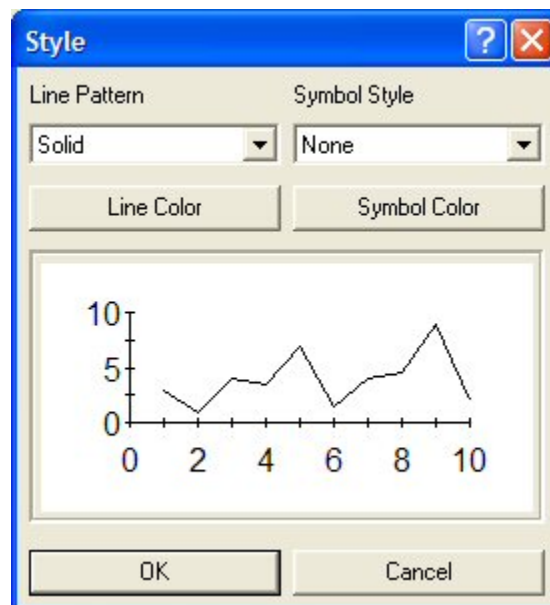 Style
Line Pattern Symbol Style
Solid None
Line Color Symbol Color
10
5
0
0 2 4 6 8 10
OK Cancel